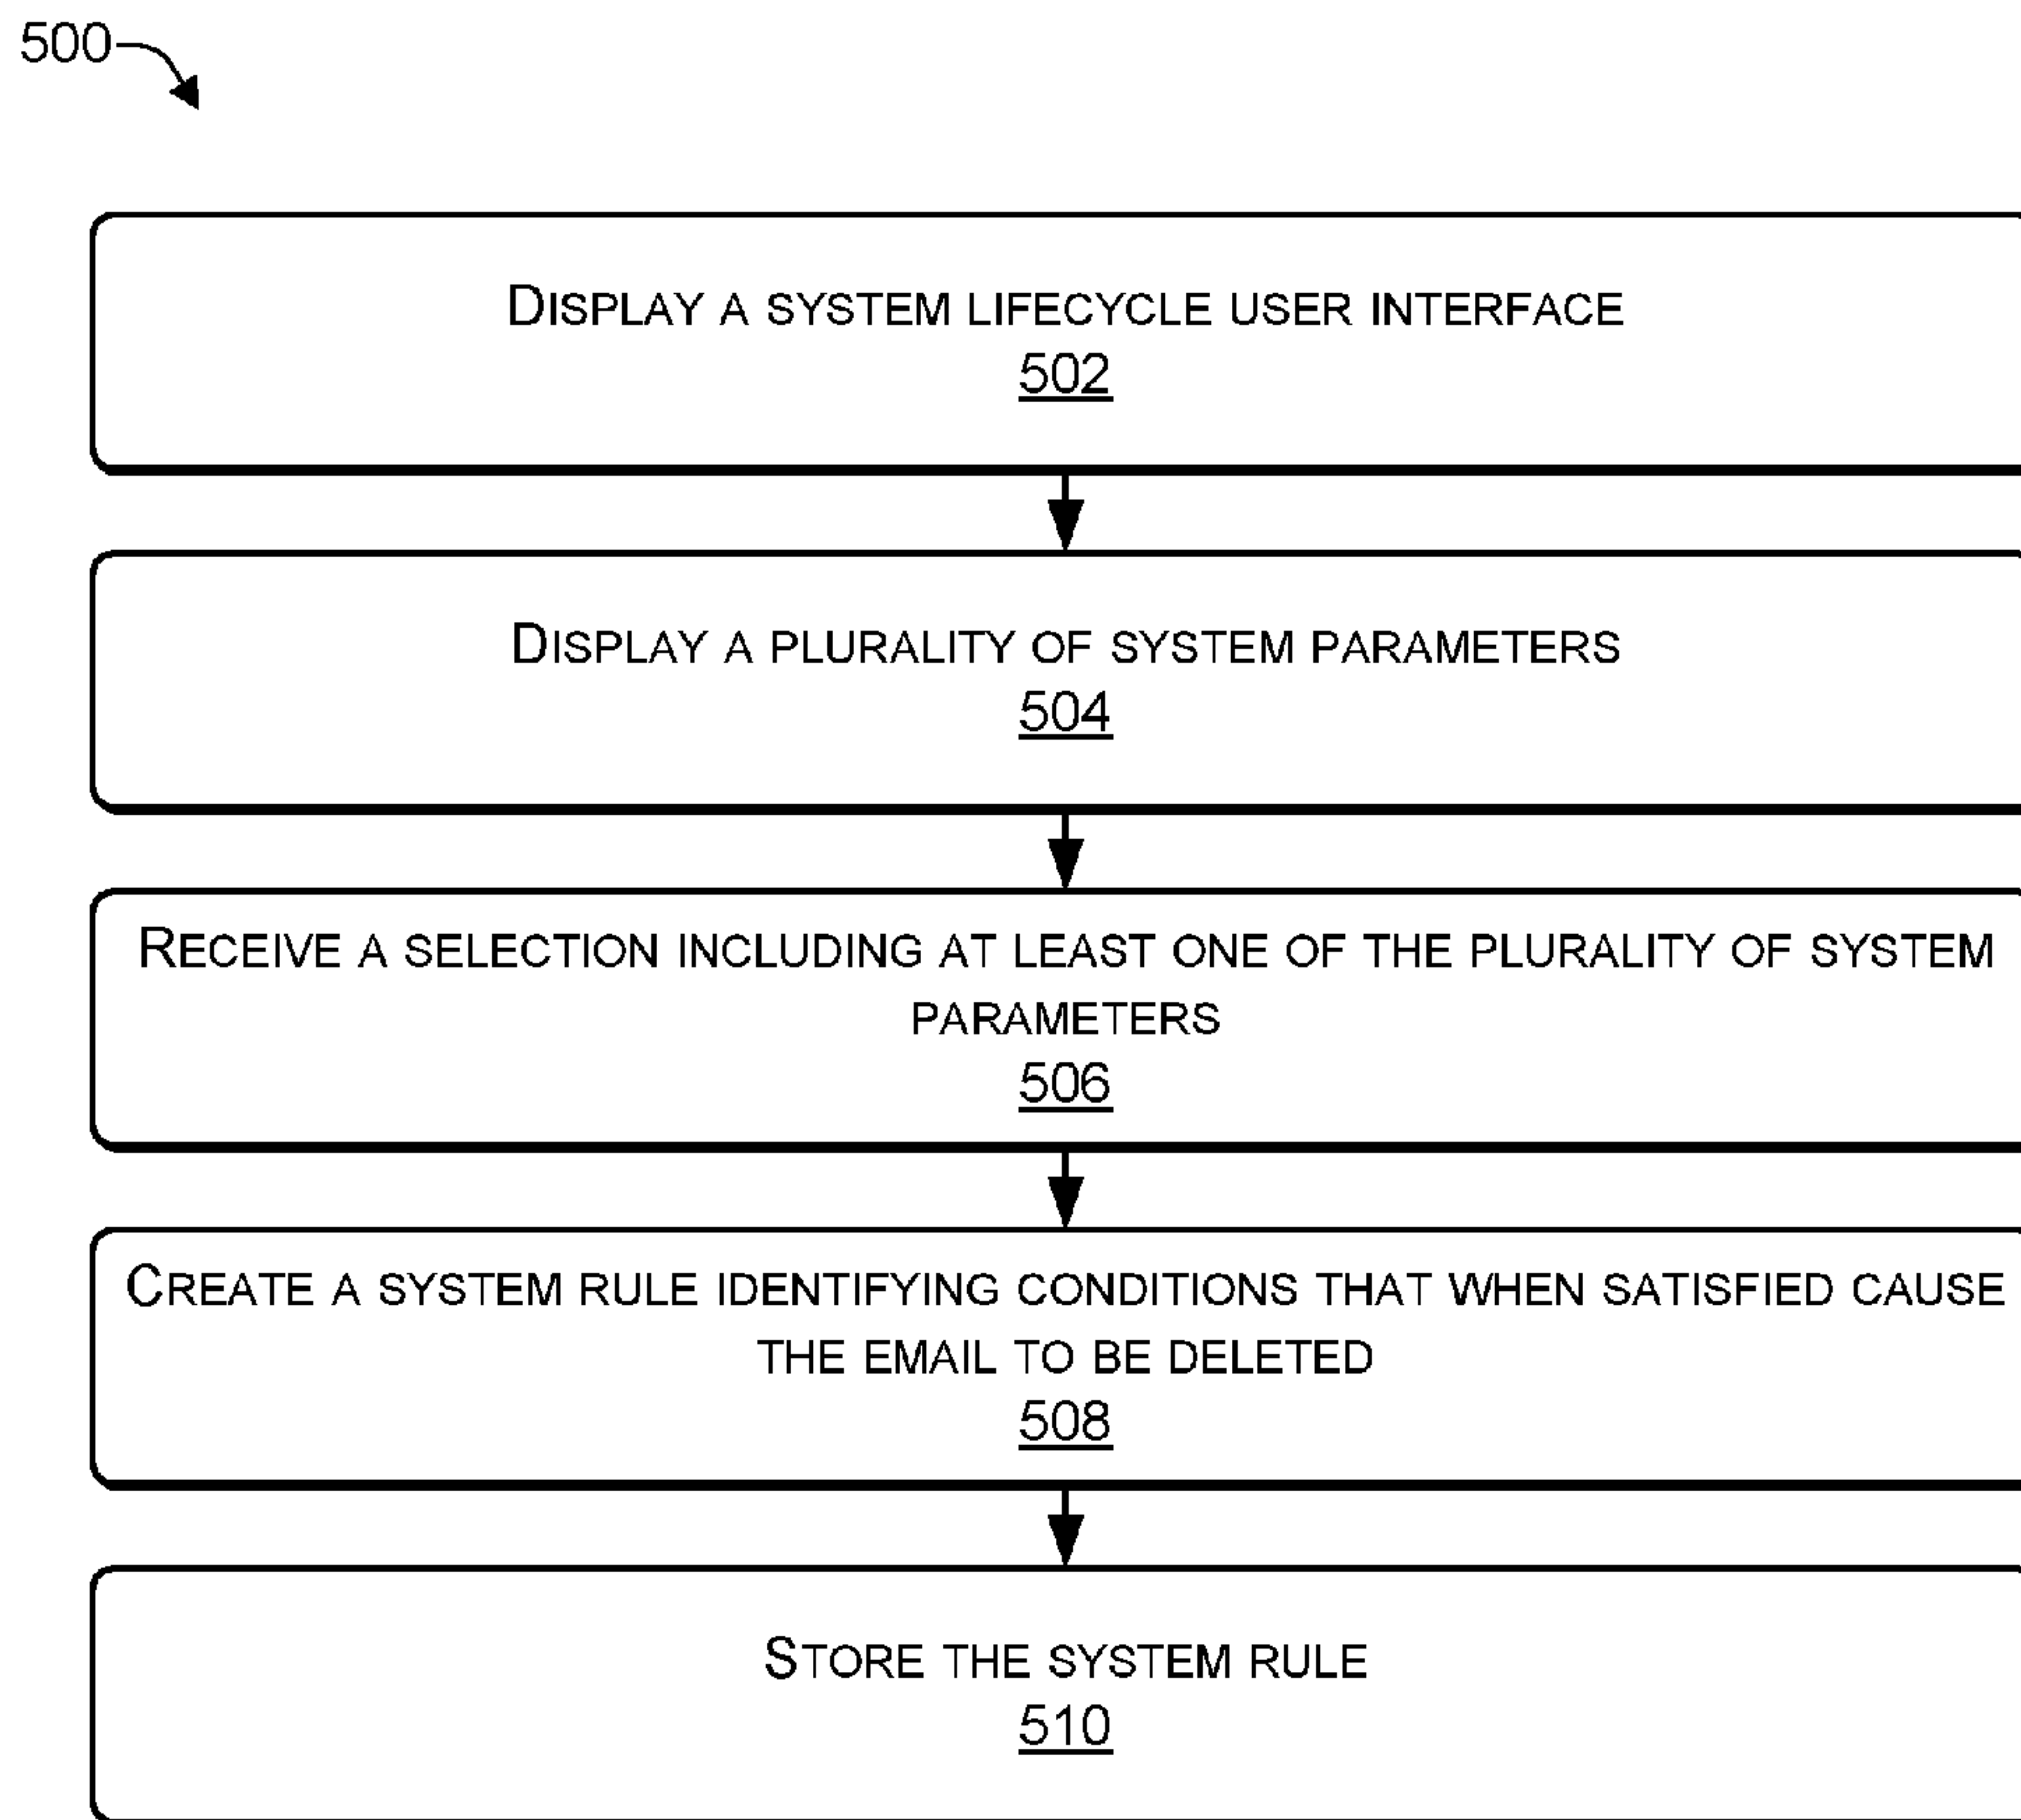 500
DISPLAY A SYSTEM LIFECYCLE USER INTERFACE
502
DISPLAY A PLURALITY OF SYSTEM PARAMETERS
504
RECEIVE A SELECTION INCLUDING AT LEAST ONE OF THE PLURALITY OF SYSTEM
PARAMETERS
506
CREATE A SYSTEM RULE IDENTIFYING CONDITIONS THAT WHEN SATISFIED CAUSE
THE EMAIL TO BE DELETED
508
STORE THE SYSTEM RULE
510